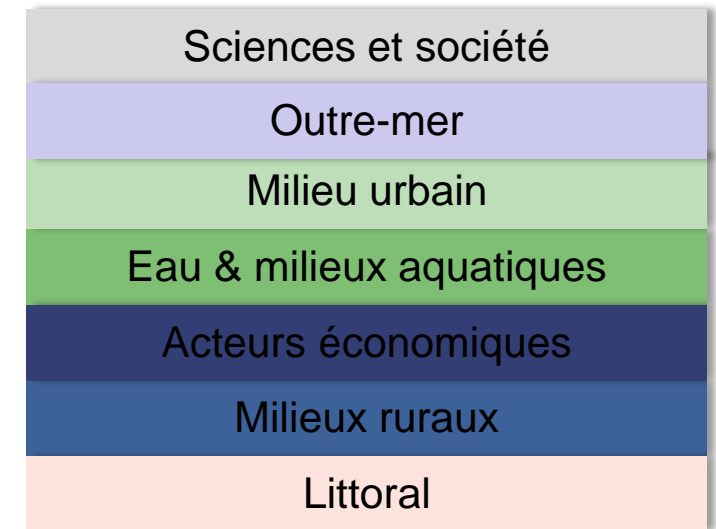 Sciences et société
Outre-mer
Milieu urbain
Eau & milieux aquatiques
Acteurs économiques
Milieux ruraux
Littoral